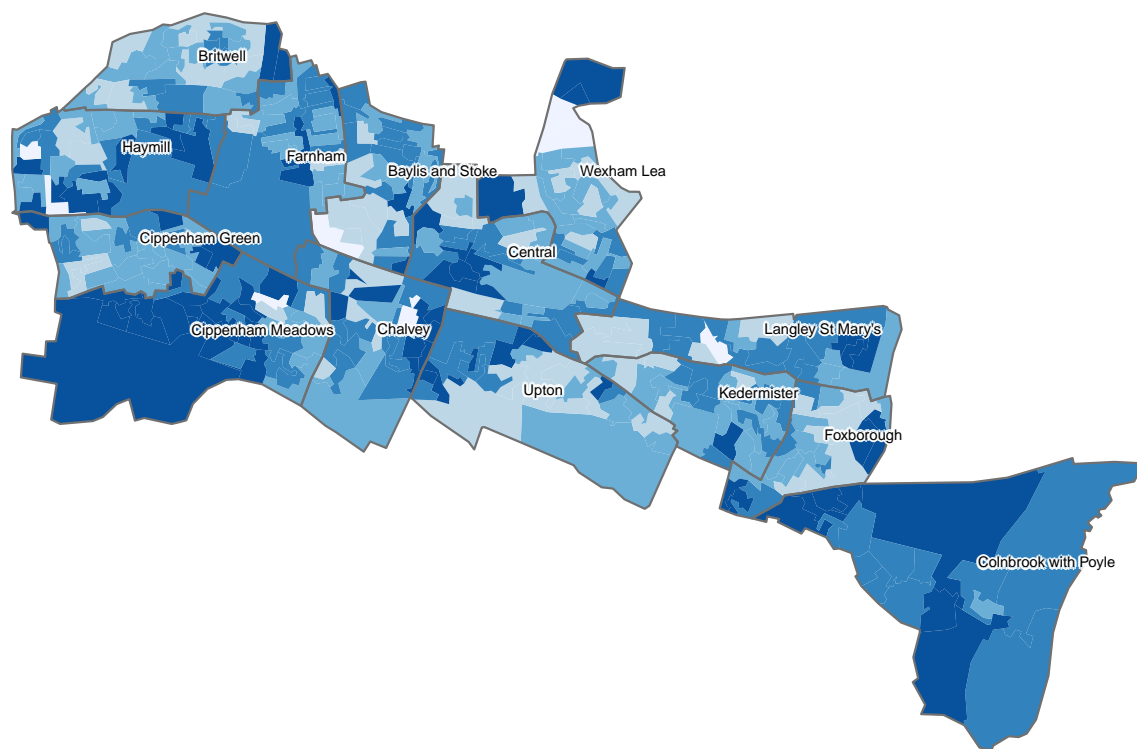 Britwell
Haymill
Farnham
Baylis and Stoke
Wexham Lea
Cippenham Green
Central
Cippenham Meadows
Chalvey
Langley St Mary's
Upton
Kedermister
Foxborough
Colnbrook with Poyle